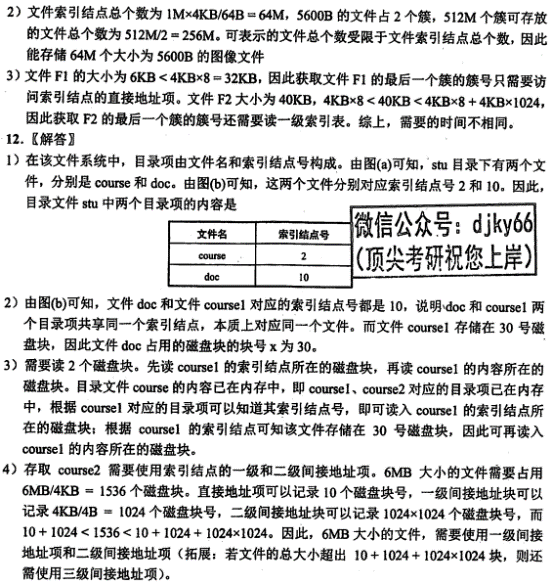 2）文件索引结点总个数为 1M×4KB/64B = 64M，5600B 的文件占 2 个簇，512M 个簇可存放
的文件总个数为 512M/2 = 256M。可表示的文件总个数受限于文件索引结点总个数，因此
能存储 64M 个大小为 5600B 的图像文件
3）文件 F1 的大小为 6KB < 4KB×8 = 32KB，因此获取文件 F1 的最后一个簇的簇号只需要访
问索引结点的直接地址项。文件 F2 大小为 40KB，4KB×8 < 40KB < 4KB×8 + 4KB×1024，
因此获取 F2 的最后一个簇的簇号还需要读一级索引表。综上，需要的时间不相同。
12.〖解答〗
1）在该文件系统中，目录项由文件名和索引结点号构成。由图(a)可知，stu 目录下有两个文
件，分别是 course 和 doc。由图(b)可知，这两个文件分别对应索引结点号 2 和 10。因此，
目录文件 stu 中两个目录项的内容是
文件名 索引结点号
course 2
doc 10
微信公众号：djky66
（顶尖考研祝您上岸）
2）由图(b)可知，文件 doc 和文件 course1 对应的索引结点号都是 10，说明 doc 和 course1 两
个目录项共享同一个索引结点，本质上对应同一个文件。而文件 course1 存储在 30 号磁
盘块，因此文件 doc 占用的磁盘块的块号 x 为 30。
3）需要读 2 个磁盘块。先读 course1 的索引结点所在的磁盘块，再读 course1 的内容所在的
磁盘块。目录文件 course 的内容已在内存中，即 course1、course2 对应的目录项已在内存
中，根据 course1 对应的目录项可以知道其索引结点号，即可读入 course1 的索引结点所
在的磁盘块；根据 course1 的索引结点可知该文件存储在 30 号磁盘块，因此可再读入
course1 的内容所在的磁盘块。
4）存取 course2 需要使用索引结点的一级和二级间接地址项。6MB 大小的文件需要占用
6MB/4KB = 1536 个磁盘块。直接地址项可以记录 10 个磁盘块号，一级间接地址块可以
记录 4KB/4B = 1024 个磁盘块号，二级间接地址块可以记录 1024×1024 个磁盘块号，而
10 + 1024 < 1536 < 10 + 1024 + 1024×1024。因此，6MB 大小的文件，需要使用一级间接
地址项和二级间接地址项（拓展：若文件的总大小超出 10 + 1024 + 1024×1024 块，则还
需使用三级间接地址项）。